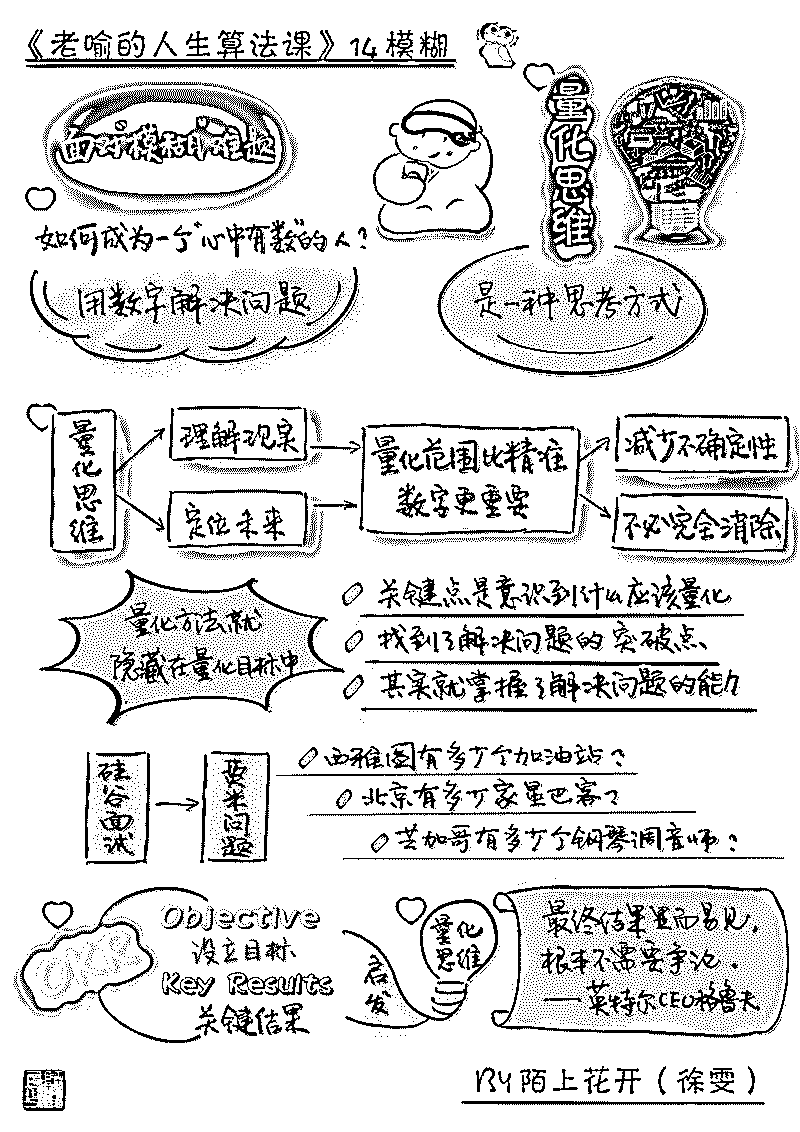 《老喻的人生算法课》14模糊
面对模糊用难题
量化思维
如何成为一个“心中有数”的人？
用数字解决问题
是一种思考方式
量化思维
理解现实
定位未来
量化范围比精准
数字更重要
减少不确定性
不必完全消除
量化方法就
隐藏在量化目标中
关键点是意识到什么应该量化
找到了解决问题的突破点
其实就掌握了解决问题的能力
硅谷面试
费米问题
西雅图有多少个加油站？
北京有多少家星巴客？
芝加哥有多少个钢琴调音师？
OKR
Objective
设立目标
Key Results
关键结果
启发
量化
思维
最终结果显而易见，
根本不需要争论。
——英特尔CEO格鲁夫
BY陌上花开（徐雯）